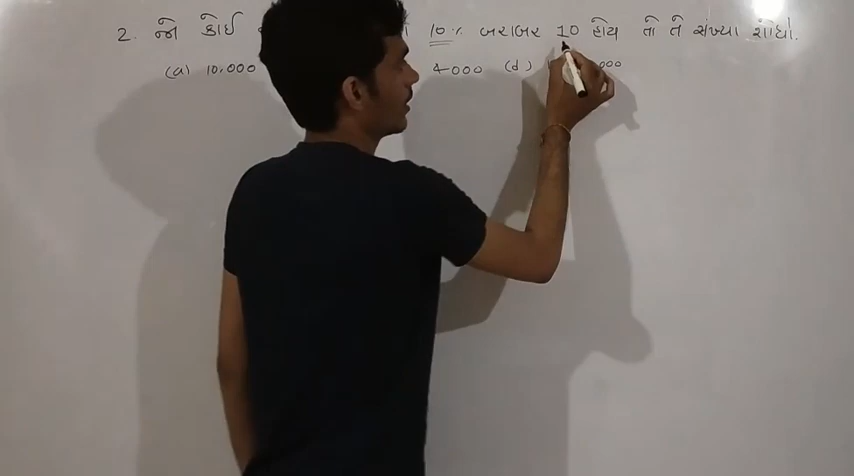 2. જો કોઈ 10% બરાબર 10 હોય તો તે સંખ્યા શોધો.
(a) 10,000 4000 (d)